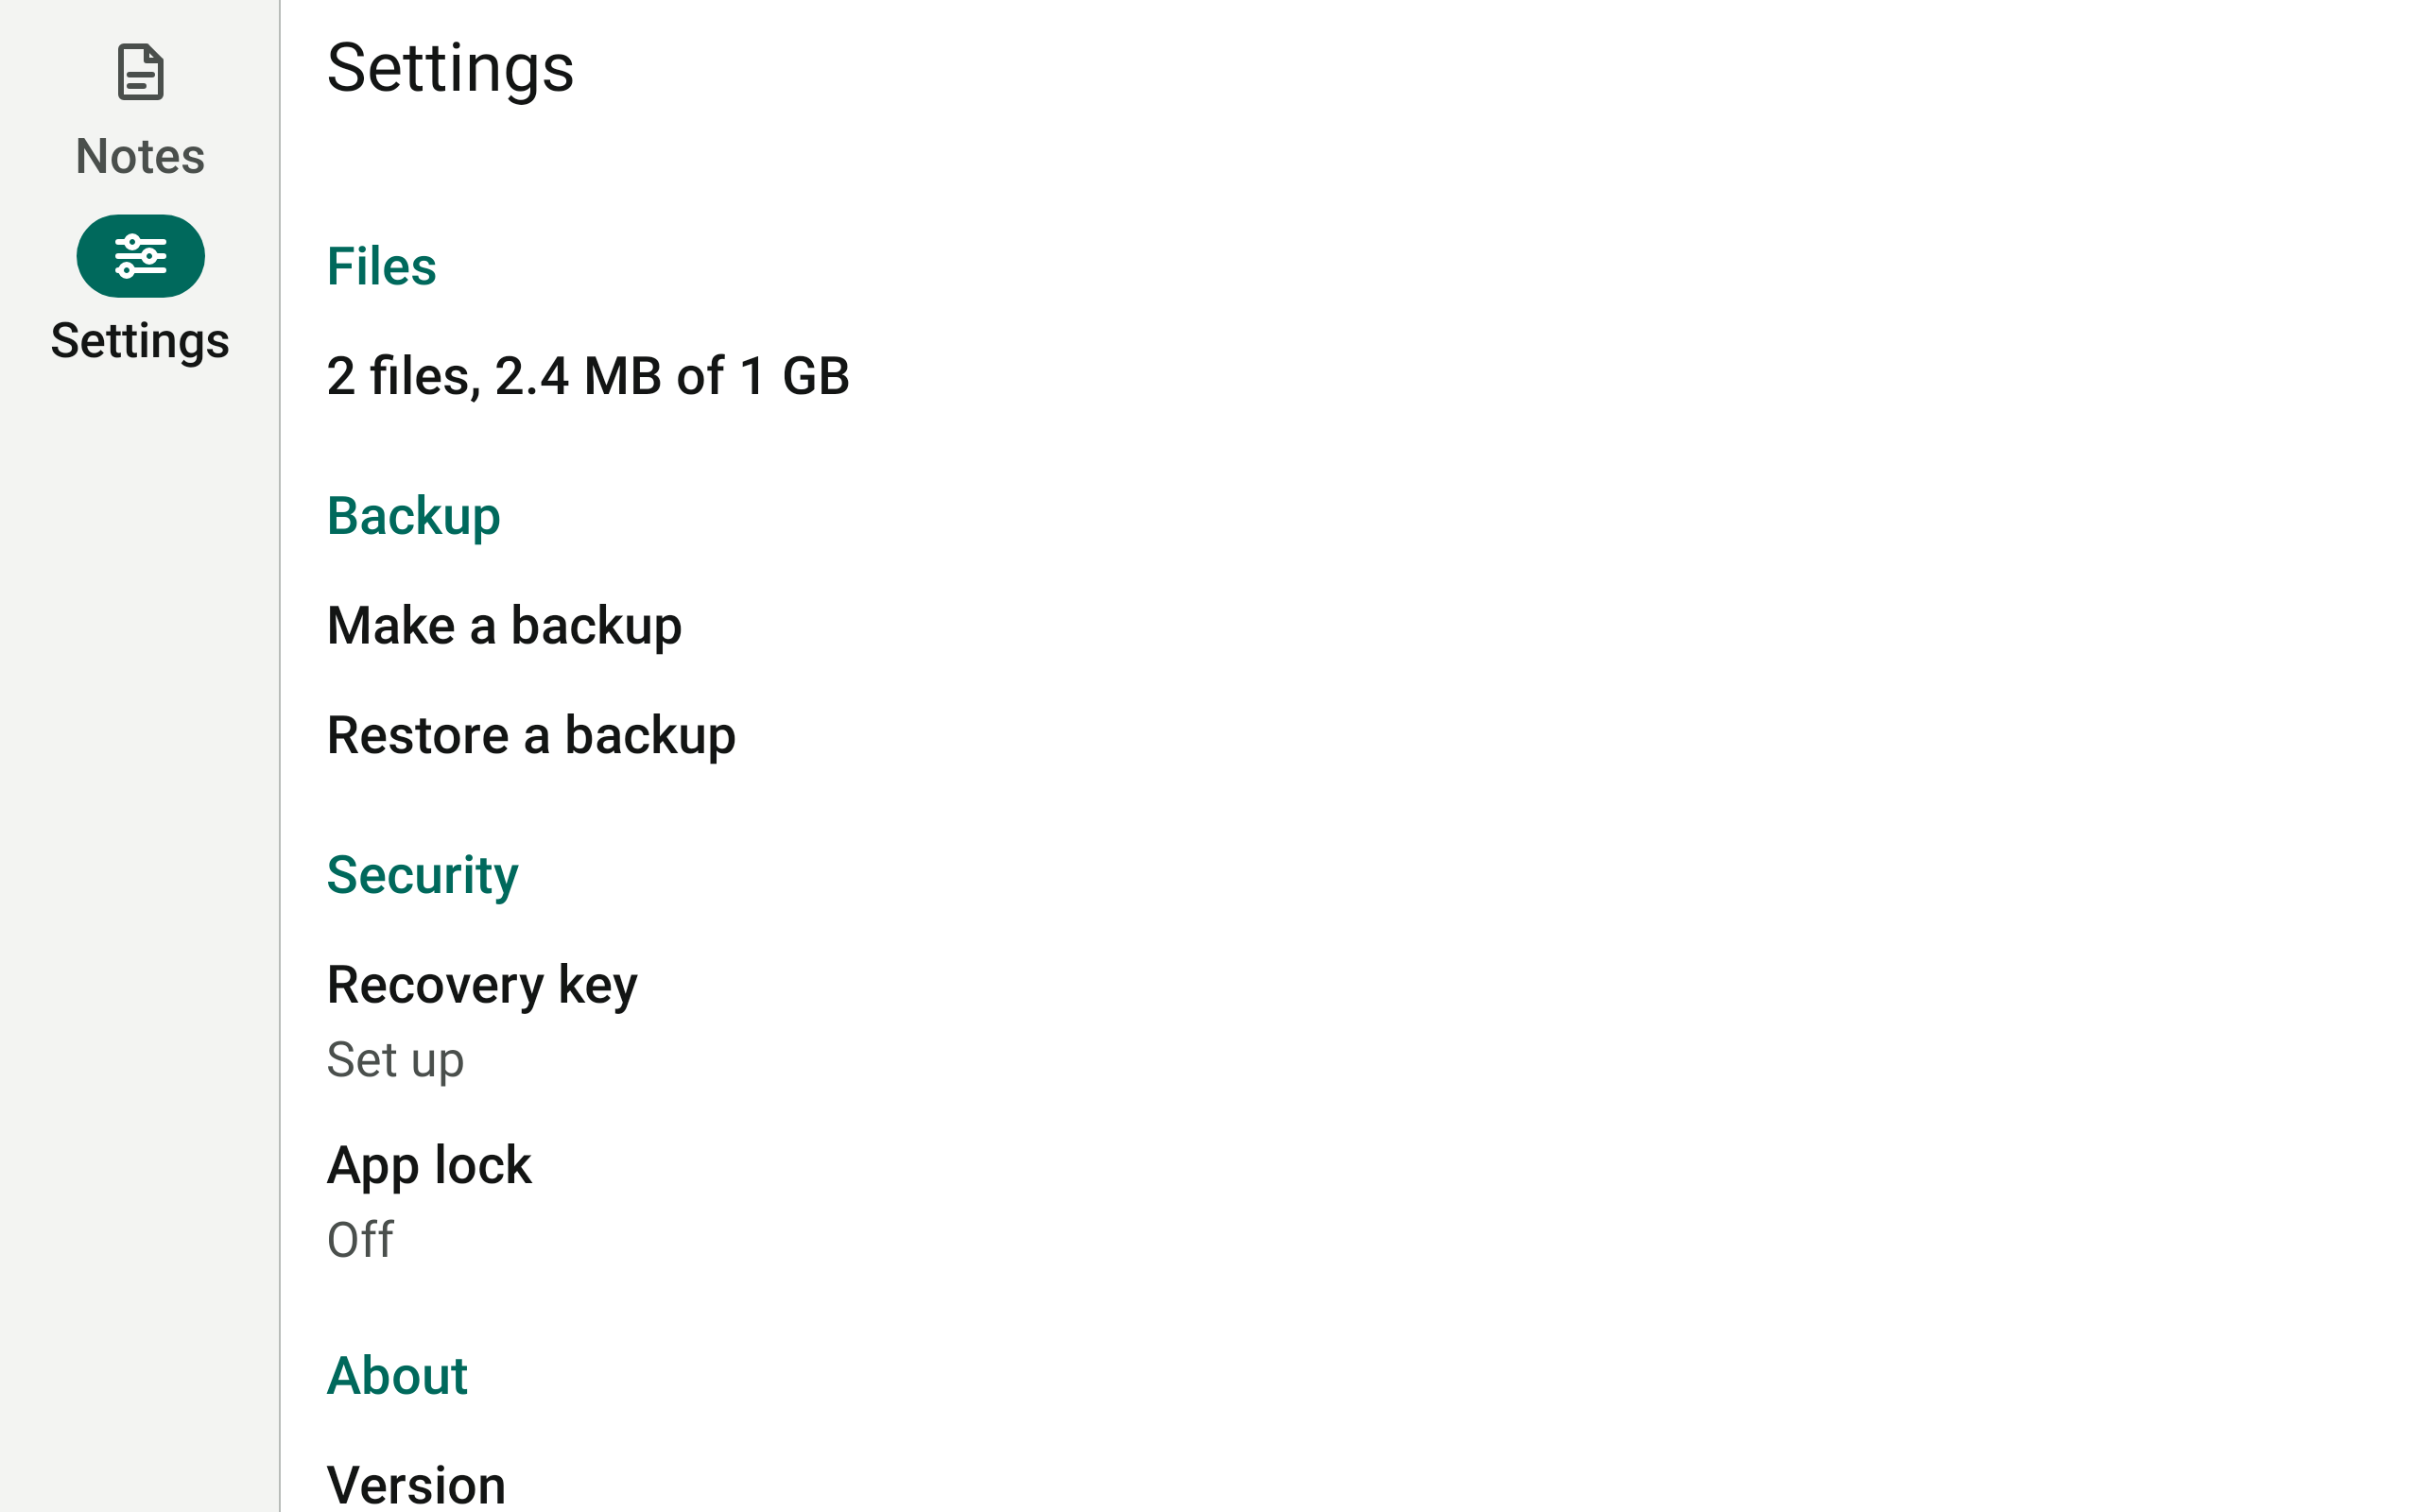 Notes
Settings
Settings
Files
2 files, 2.4 MB of 1 GB
Backup
Make a backup
Restore a backup
Security
Recovery key
Set up
App lock
Off
About
Version